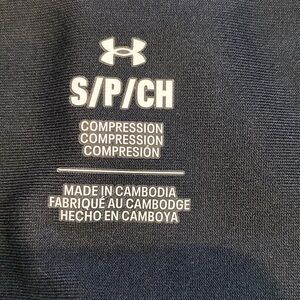 S/P/CH
COMPRESSION
COMPRESSION
COMPRESIÓN
MADE IN CAMBODIA
FABRIQUÉ AU CAMBODGE
HECHO EN CAMBOYA